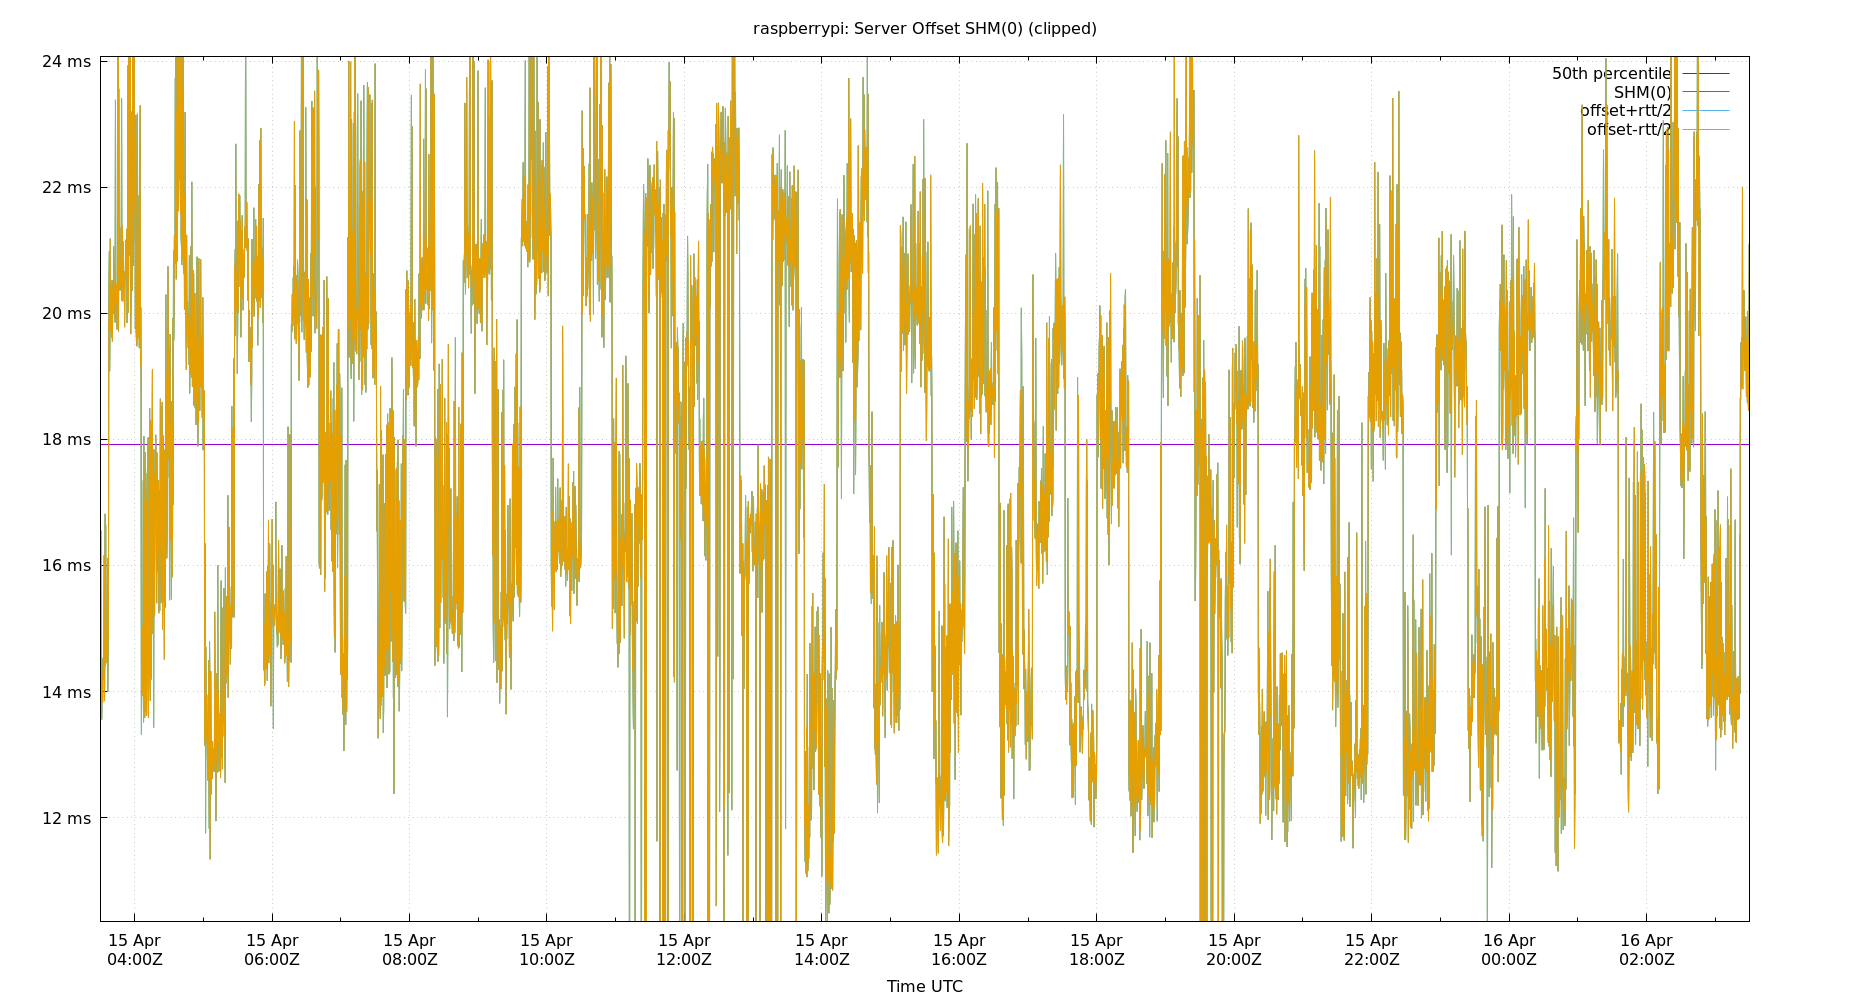 raspberrypi: Server Offset SHM(0) (clipped)
24 ms
22 ms
20 ms
18 ms
16 ms
14 ms
12 ms
50th percentile
SHM(0)
offset+rtt/2
offset-rtt/2
15 Apr 15 Apr 15 Apr 15 Apr 15 Apr 15 Apr 15 Apr 15 Apr 15 Apr 15 Apr 16 Apr 16 Apr
04:00Z 06:00Z 08:00Z 10:00Z 12:00Z 14:00Z 16:00Z 18:00Z 20:00Z 22:00Z 00:00Z 02:00Z
Time UTC